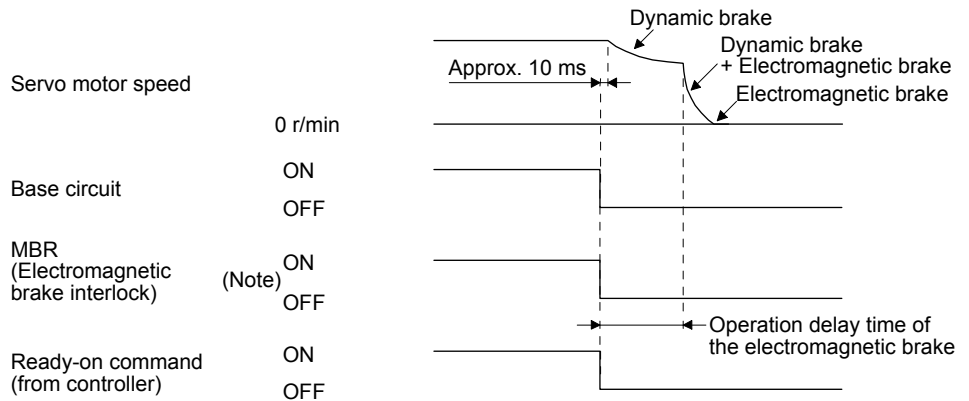 Dynamic brake
Dynamic brake
+ Electromagnetic brake
Approx. 10 ms
Servo motor speed
Electromagnetic brake
0 r/min
ON
Base circuit
OFF
MBR
(Electromagnetic
brake interlock)
(Note)
ON
OFF
Operation delay time of
the electromagnetic brake
Ready-on command
(from controller)
ON
OFF